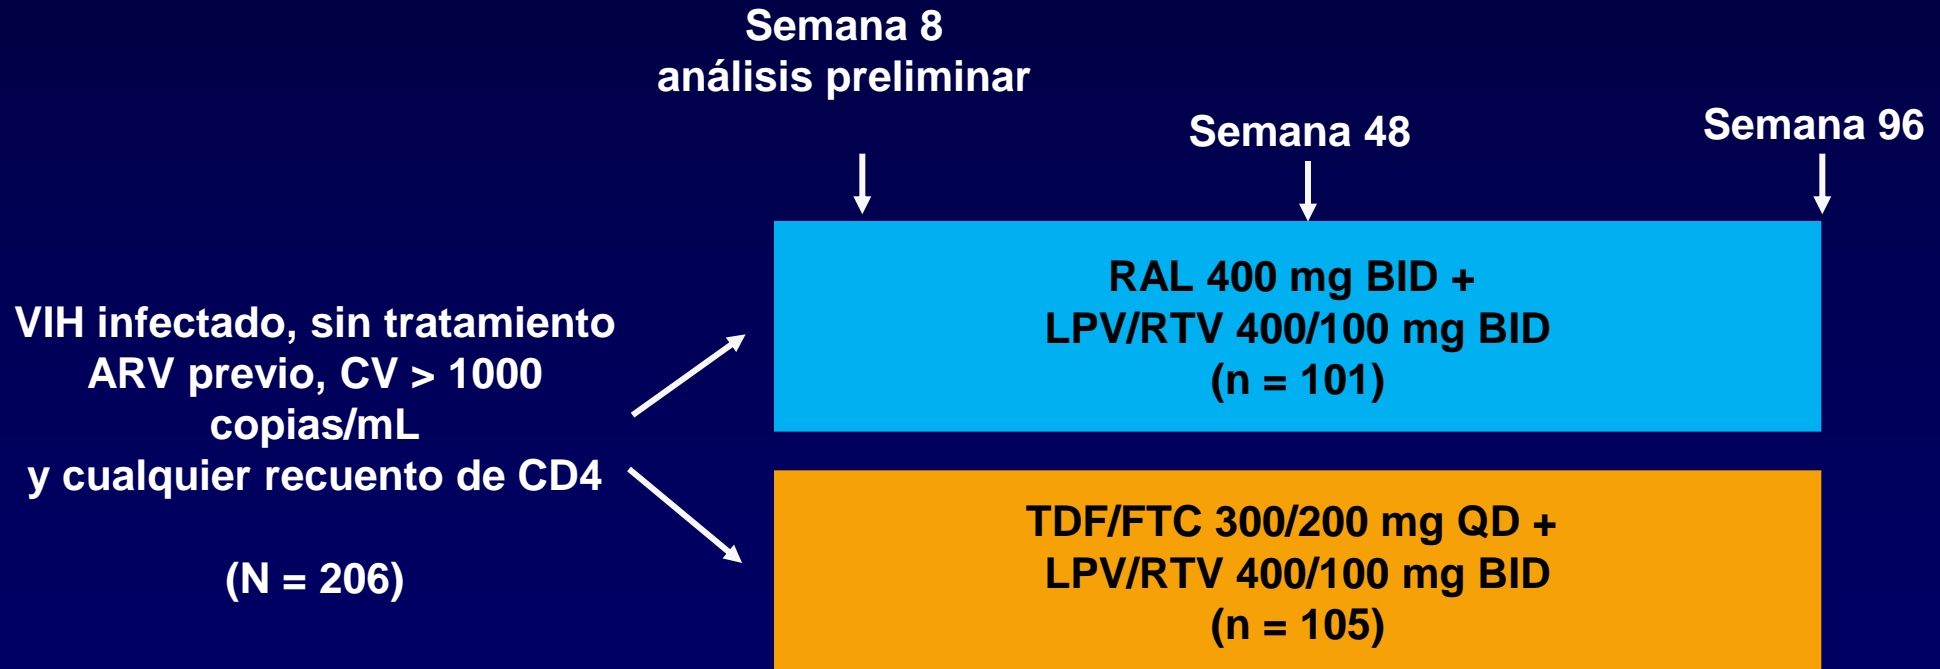 Semana 8
análisis preliminar
Semana 48
Semana 96
VIH infectado, sin tratamiento
ARV previo, CV > 1000
copias/mL
y cualquier recuento de CD4
(N = 206)
RAL 400 mg BID +
LPV/RTV 400/100 mg BID
(n = 101)
TDF/FTC 300/200 mg QD +
LPV/RTV 400/100 mg BID
(n = 105)